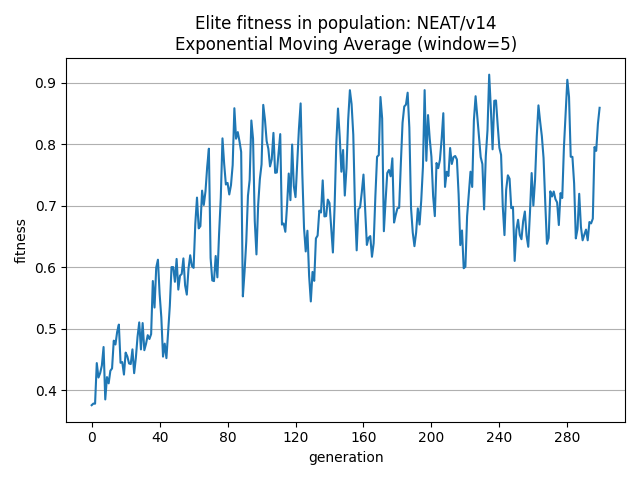 Elite fitness in population: NEAT/v14
Exponential Moving Average (window=5)
0.9
0.8
0.7
0.6
0.5
0.4
fitness
0 40 80 120 160 200 240 280
generation